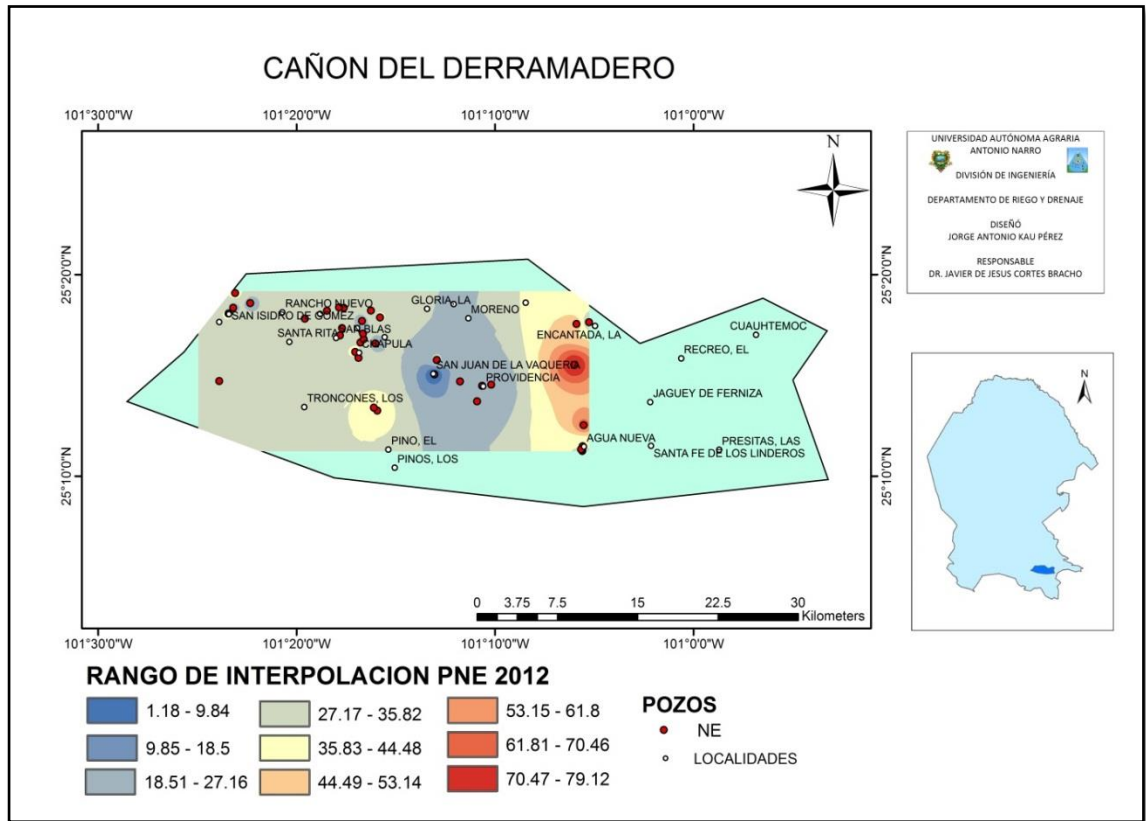 CAÑON DEL DERRAMADERO
101°30'0"W
101°20'0"W
101°10'0"W
101°0'0"W
N
25°20'0"N
25°20'0"N
RANCHO NUEVO
GLORIA, LA
MORENO
SAN ISIDRO DE GOMEZ
SANTA RITA
SAN BLAS
CHAPULA
ENCANTADA, LA
CUAUHTEMOC
RECREO, EL
SAN JUAN DE LA VAQUERIA
PROVIDENCIA
TRONCONES, LOS
JAGUEY DE FERNIZA
PINO, EL
AGUA NUEVA
PRESITAS, LAS
SANTA FE DE LOS LINDEROS
PINOS, LOS
25°10'0"N
25°10'0"N
0 3.75 7.5 15 22.5 30
Kilometers
101°30'0"W
101°20'0"W
101°10'0"W
101°0'0"W
UNIVERSIDAD AUTÓNOMA AGRARIA
ANTONIO NARRO
DIVISIÓN DE INGENIERÍA
DEPARTAMENTO DE RIEGO Y DRENAJE
DISEÑÓ
JORGE ANTONIO KAU PÉREZ
RESPONSABLE
DR. JAVIER DE JESUS CORTES BRACHO
N
RANGO DE INTERPOLACION PNE 2012
1.18 - 9.84
9.85 - 18.5
18.51 - 27.16
27.17 - 35.82
35.83 - 44.48
44.49 - 53.14
53.15 - 61.8
61.81 - 70.46
70.47 - 79.12
POZOS
NE
LOCALIDADES